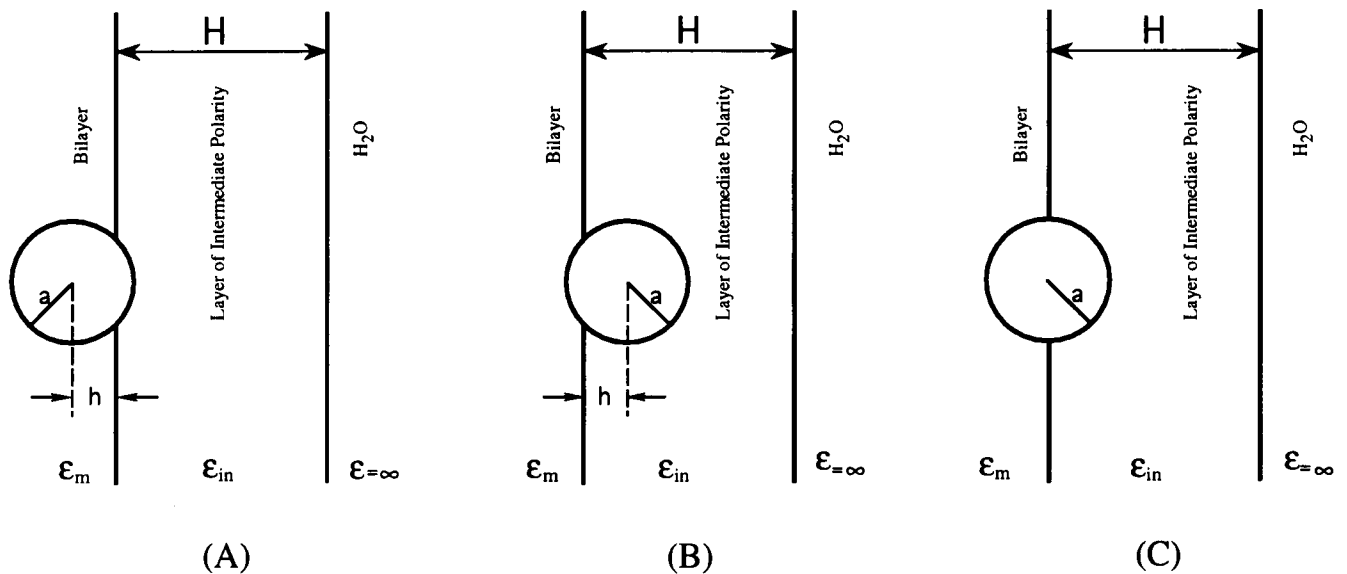 H
Bilayer
Layer of Intermediate Polarity
H₂O
a
h
εm
εin
ε=∞
(A)
H
Bilayer
Layer of Intermediate Polarity
H₂O
a
h
εm
εin
ε=∞
(B)
H
Bilayer
Layer of Intermediate Polarity
H₂O
a
εm
εin
ε=∞
(C)